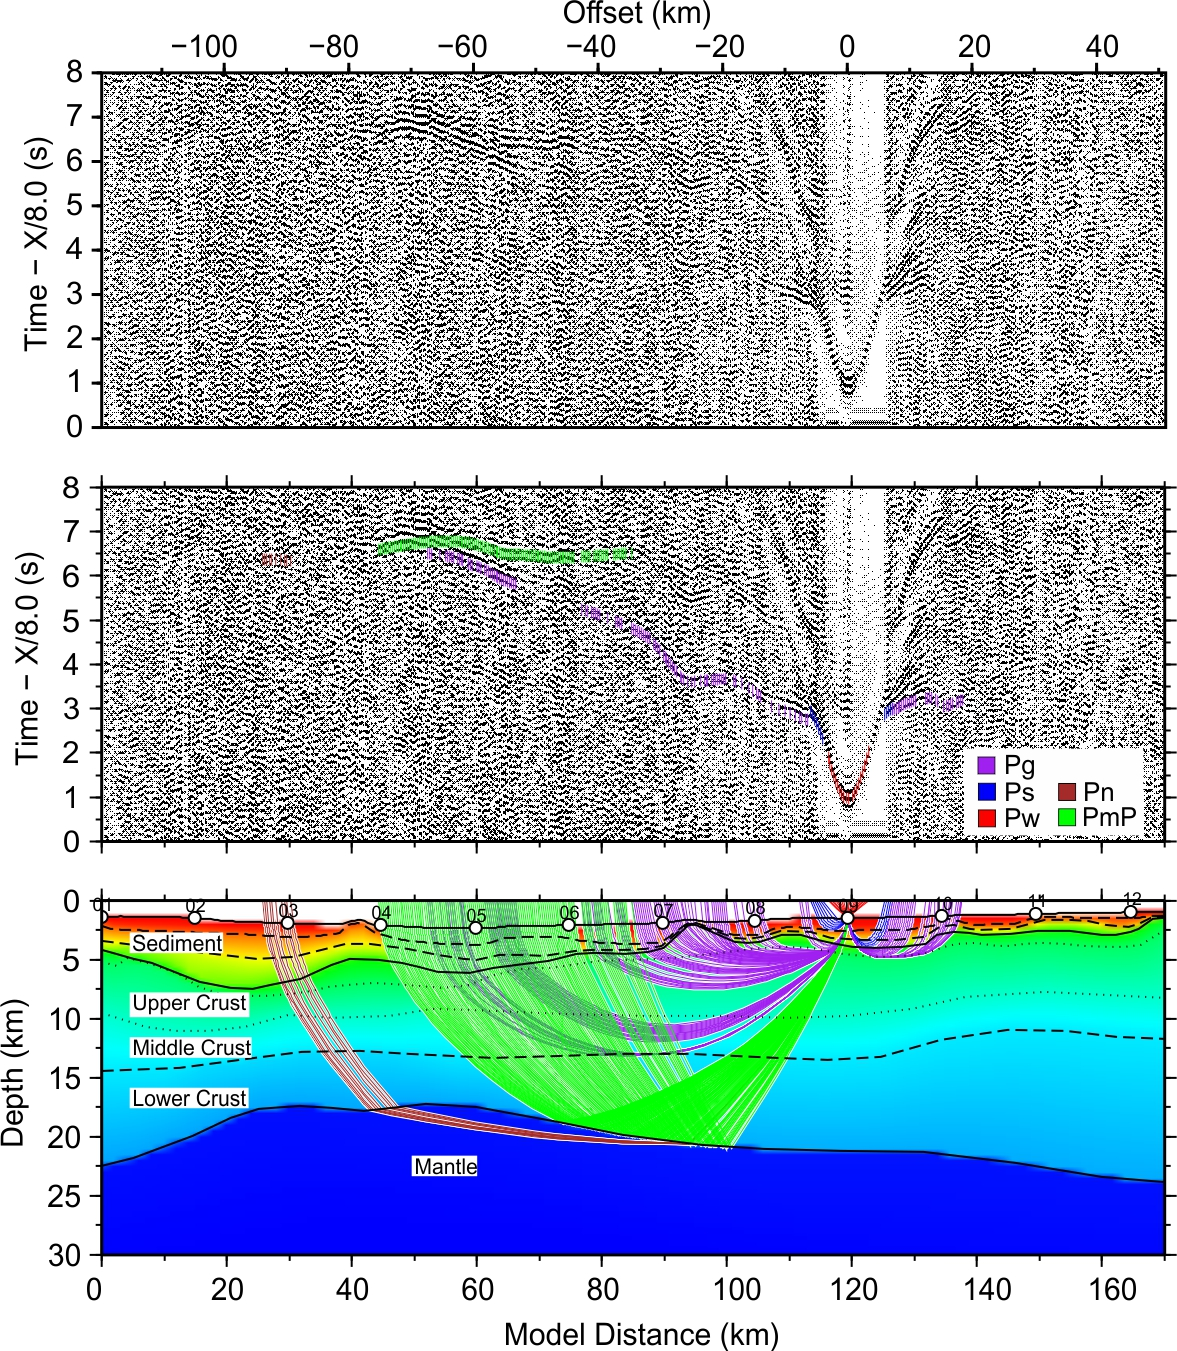 Offset (km)
−100 −80 −60 −40 −20 0 20 40
8
7
6
5
4
3
2
1
0
Time − X/8.0 (s)
8
7
6
5
4
3
2
1
0
Time − X/8.0 (s)
Pg
Ps Pn
Pw PmP
0
5
10
15
20
25
30
Depth (km)
01 02 03 04 05 06 07 08 09 10 11 12
Sediment
Upper Crust
Middle Crust
Lower Crust
Mantle
0 20 40 60 80 100 120 140 160
Model Distance (km)